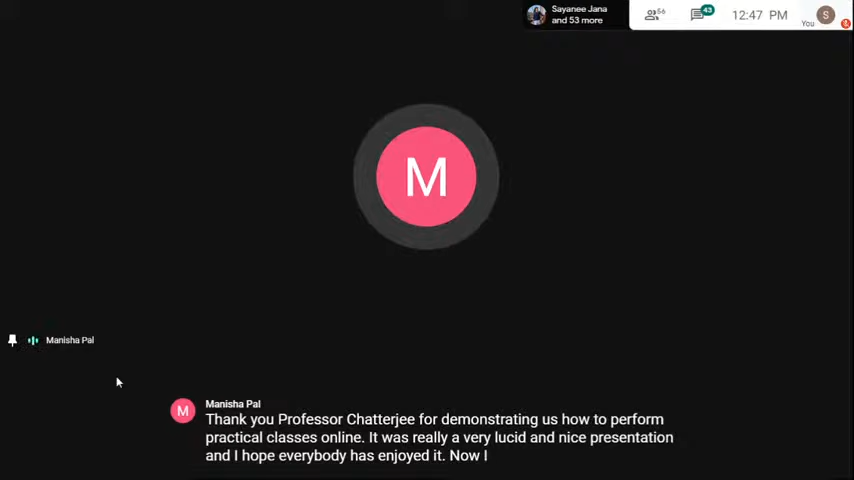 Sayanee Jana
and 53 more
56
43
12:47 PM
You
S
M
Manisha Pal
M
Manisha Pal
Thank you Professor Chatterjee for demonstrating us how to perform
practical classes online. It was really a very lucid and nice presentation
and I hope everybody has enjoyed it. Now I